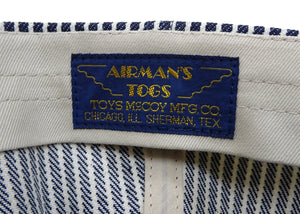 AIRMAN'S
TOGS
TOYS McCOY MFG. CO.
CHICAGO, ILL. SHERMAN, TEX.